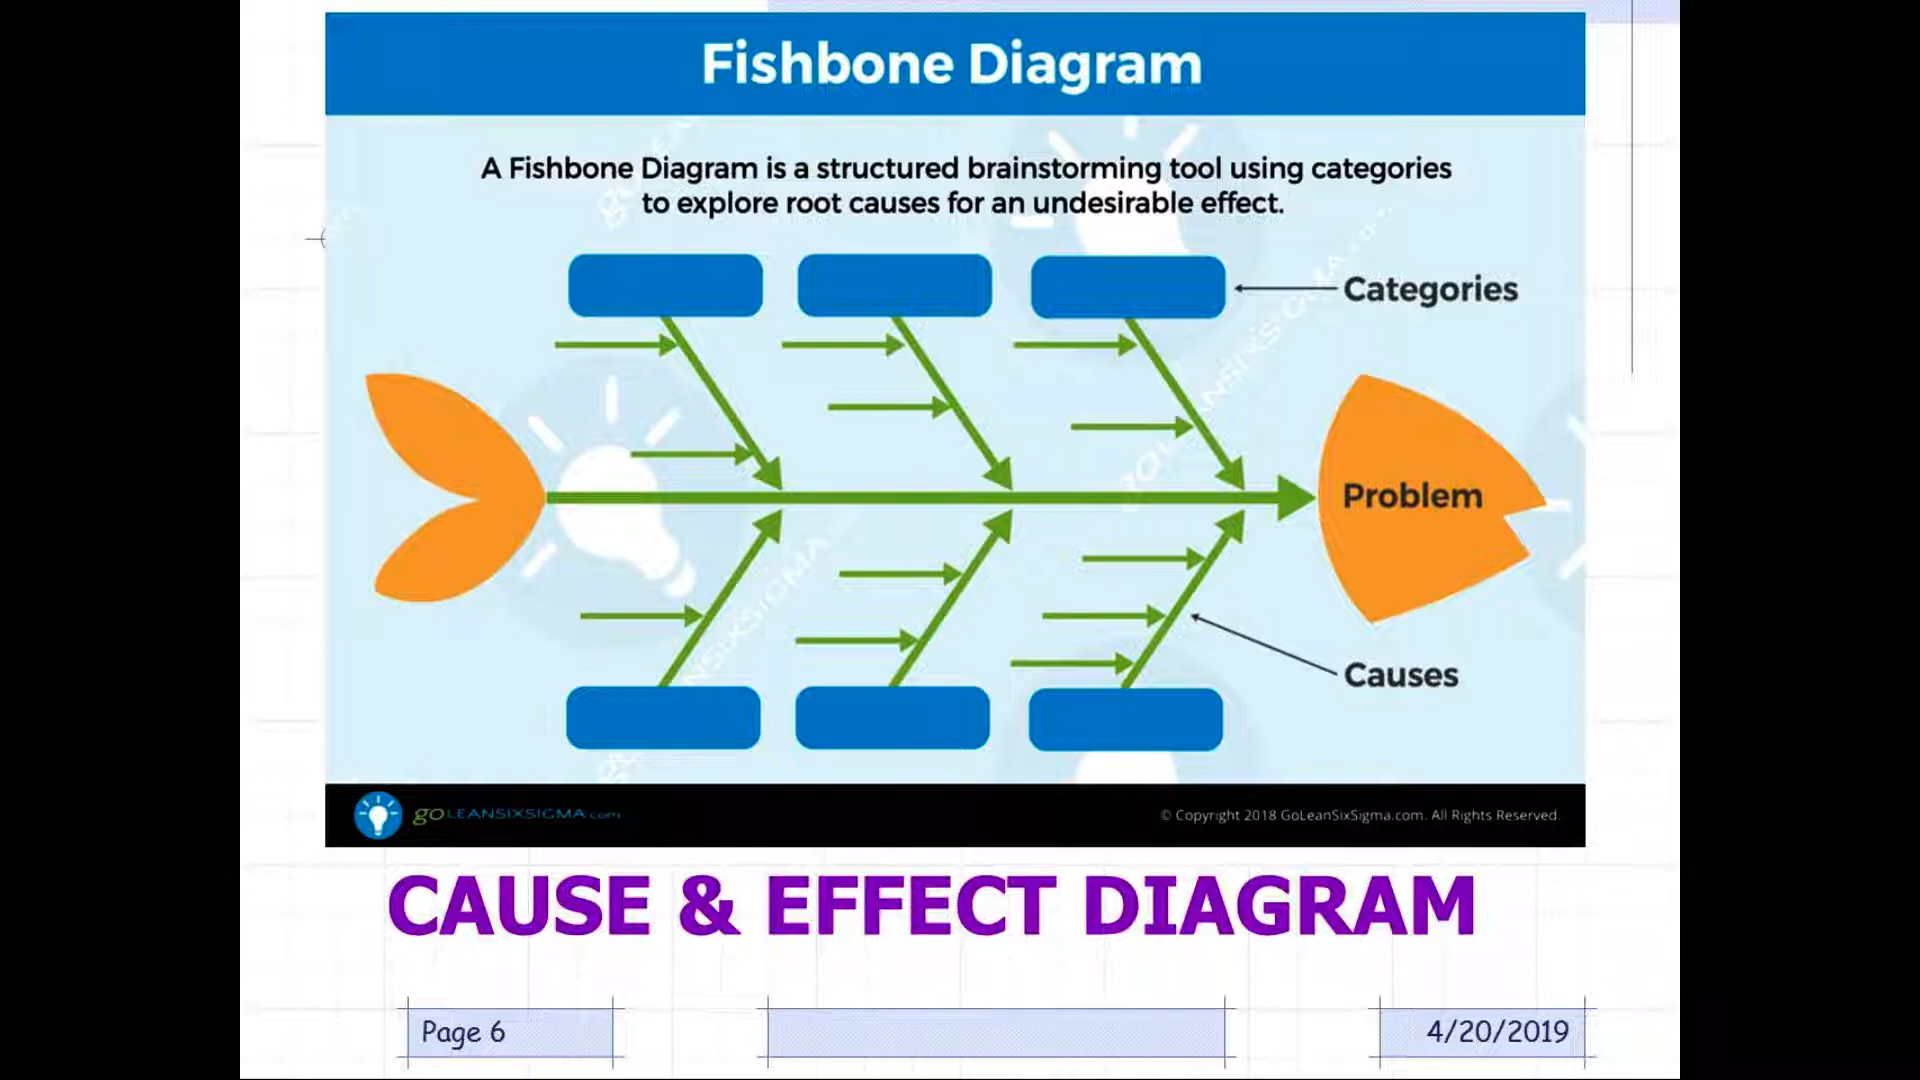 Fishbone Diagram
A Fishbone Diagram is a structured brainstorming tool using categories
to explore root causes for an undesirable effect.
Categories
Problem
Causes
goLEANSIXSIGMA.com
© Copyright 2018 GoLeanSixSigma.com. All Rights Reserved.
CAUSE & EFFECT DIAGRAM
Page 6
4/20/2019